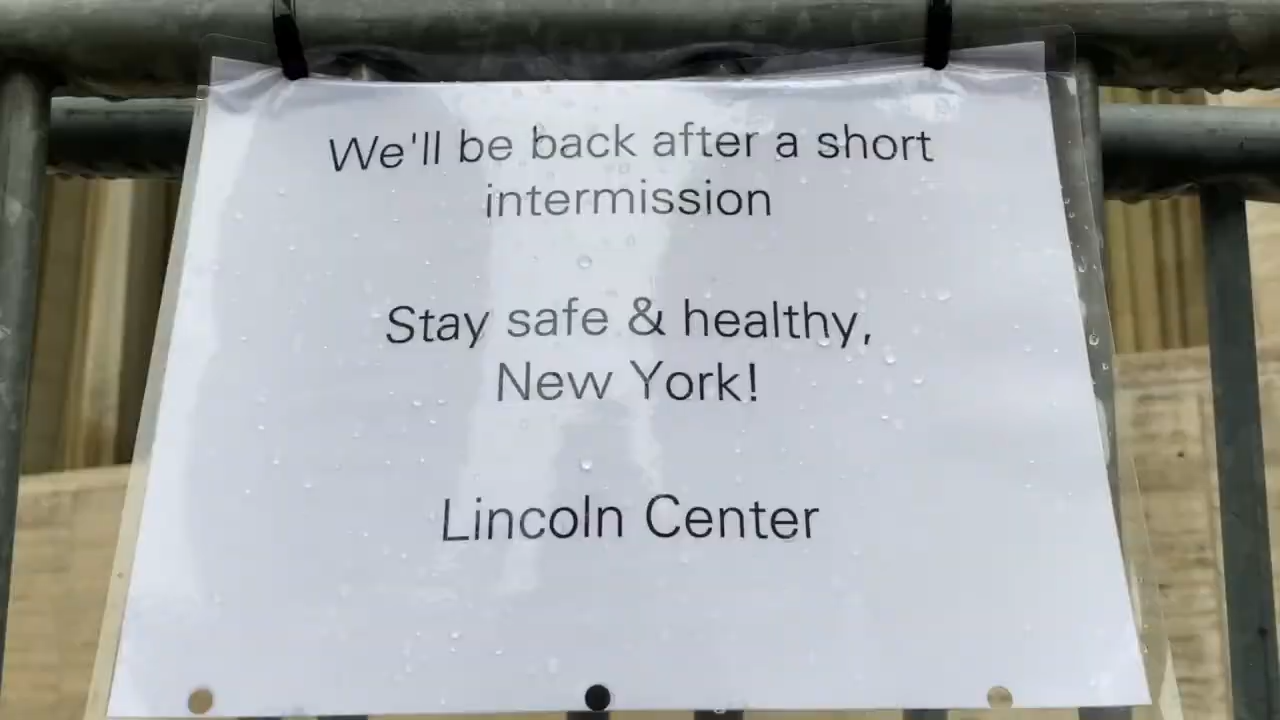 We'll be back after a short
intermission
Stay safe & healthy,
New York!
Lincoln Center